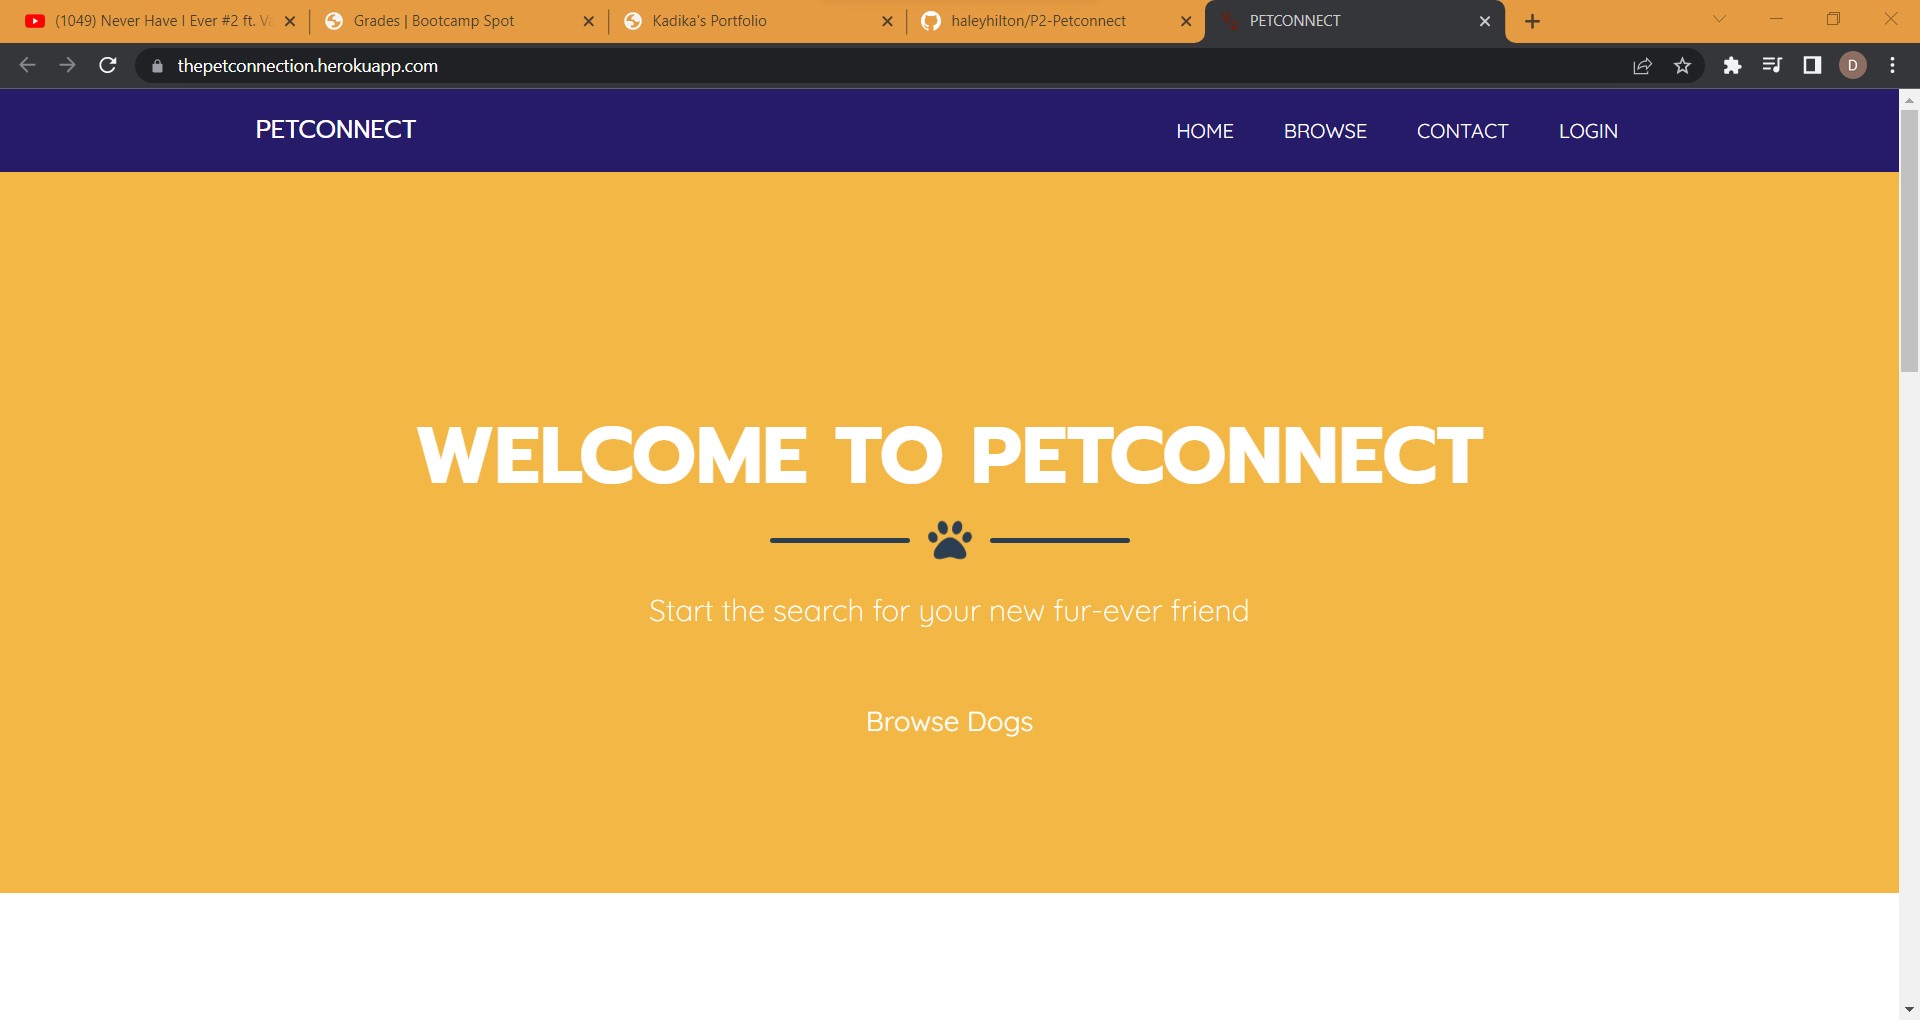 (1049) Never Have I Ever #2 ft.
Grades | Bootcamp Spot
Kadika's Portfolio
haleyhilton/P2-Petconnect
PETCONNECT
thepetconnection.herokuapp.com
D
PETCONNECT
HOME
BROWSE
CONTACT
LOGIN
WELCOME TO PETCONNECT
Start the search for your new fur-ever friend
Browse Dogs